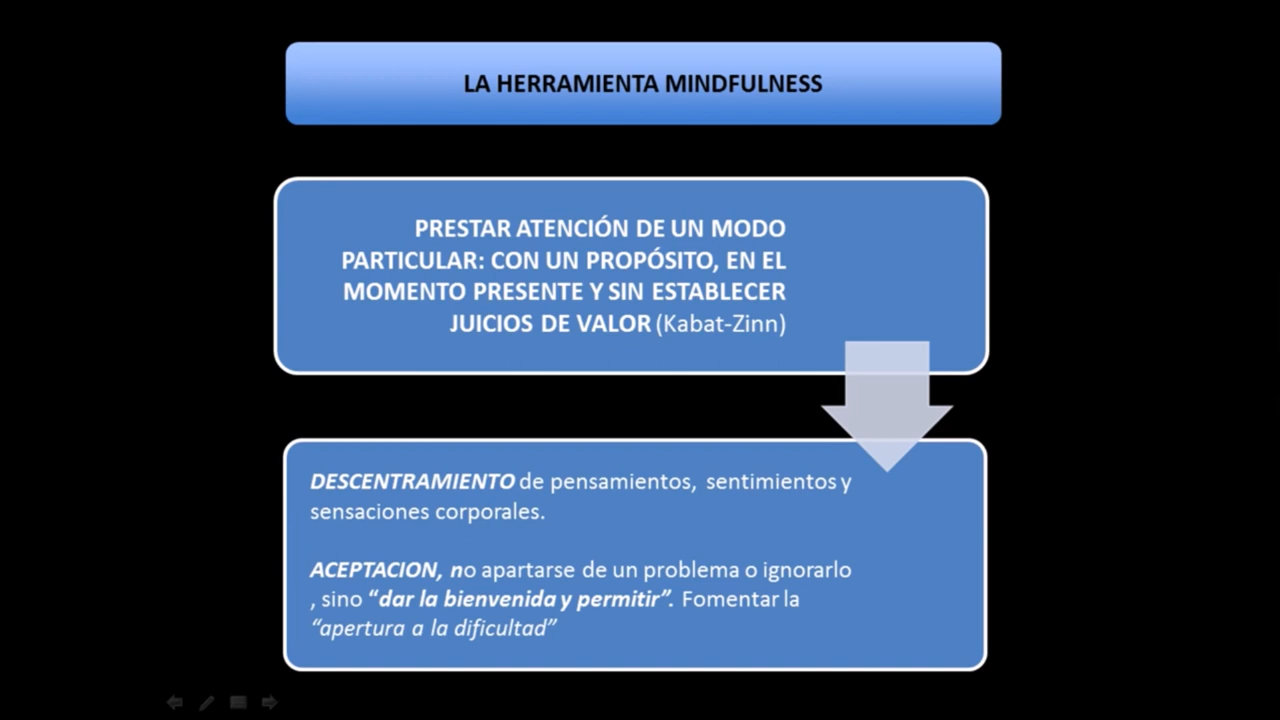 LA HERRAMIENTA MINDFULNESS
PRESTAR ATENCIÓN DE UN MODO
PARTICULAR: CON UN PROPÓSITO, EN EL
MOMENTO PRESENTE Y SIN ESTABLECER
JUICIOS DE VALOR (Kabat-Zinn)
DESCENTRAMIENTO de pensamientos, sentimientos y
sensaciones corporales.
ACEPTACION, no apartarse de un problema o ignorarlo
, sino “dar la bienvenida y permitir”. Fomentar la
“apertura a la dificultad”